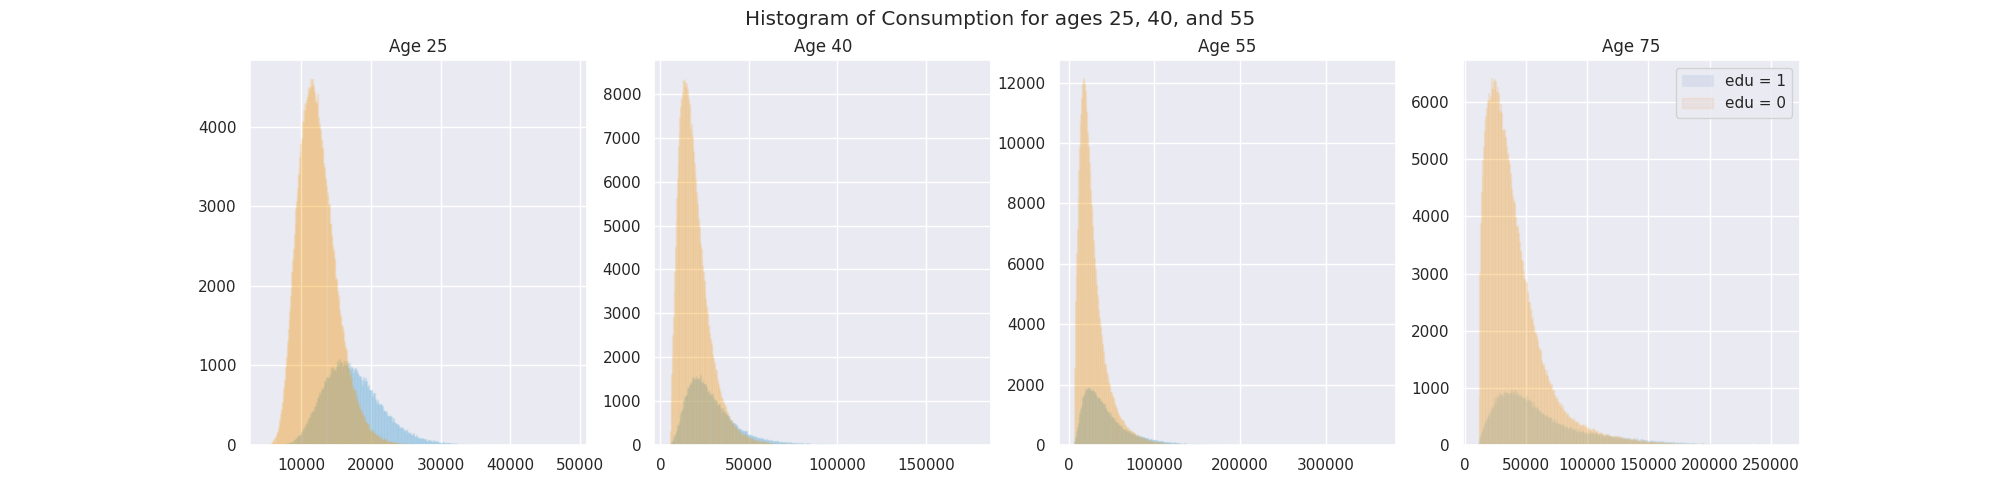 Histogram of Consumption for ages 25, 40, and 55
Age 25
4000
3000
2000
1000
0
10000 20000 30000 40000 50000
Age 40
8000
7000
6000
5000
4000
3000
2000
1000
0
0 50000 100000 150000
Age 55
12000
10000
8000
6000
4000
2000
0
0 100000 200000 300000
Age 75
edu = 1
edu = 0
6000
5000
4000
3000
2000
1000
0
0 50000 100000 150000 200000 250000